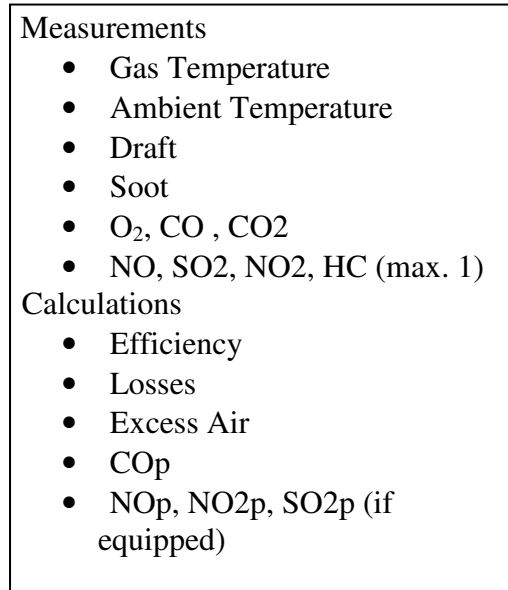 Measurements
• Gas Temperature
• Ambient Temperature
• Draft
• Soot
• O₂, CO , CO2
• NO, SO2, NO2, HC (max. 1)
Calculations
• Efficiency
• Losses
• Excess Air
• COp
• NOp, NO2p, SO2p (if
equipped)